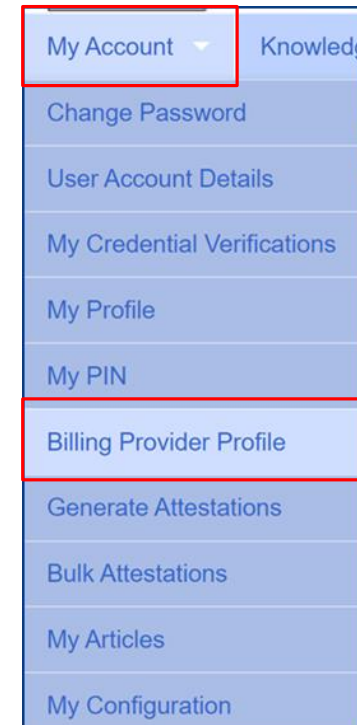 My Account Knowledg
Change Password
User Account Details
My Credential Verifications
My Profile
My PIN
Billing Provider Profile
Generate Attestations
Bulk Attestations
My Articles
My Configuration